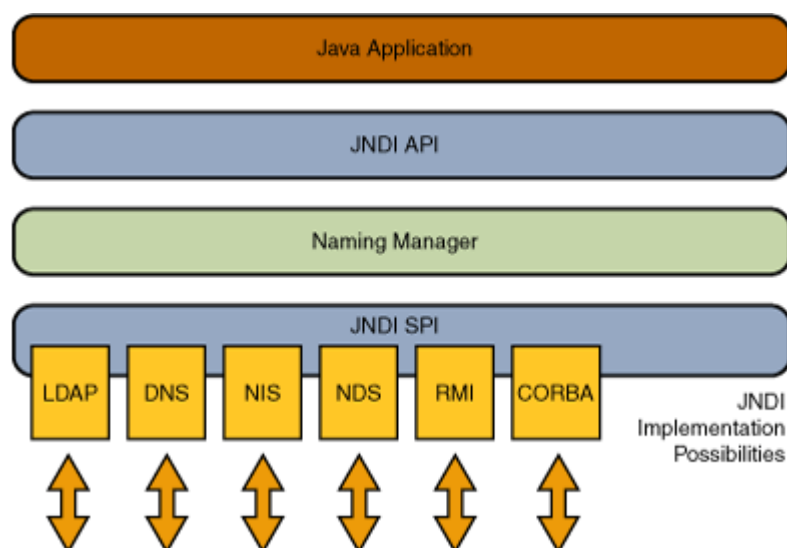 Java Application
JNDI API
Naming Manager
JNDI SPI
LDAP
DNS
NIS
NDS
RMI
CORBA
JNDI
Implementation
Possibilities